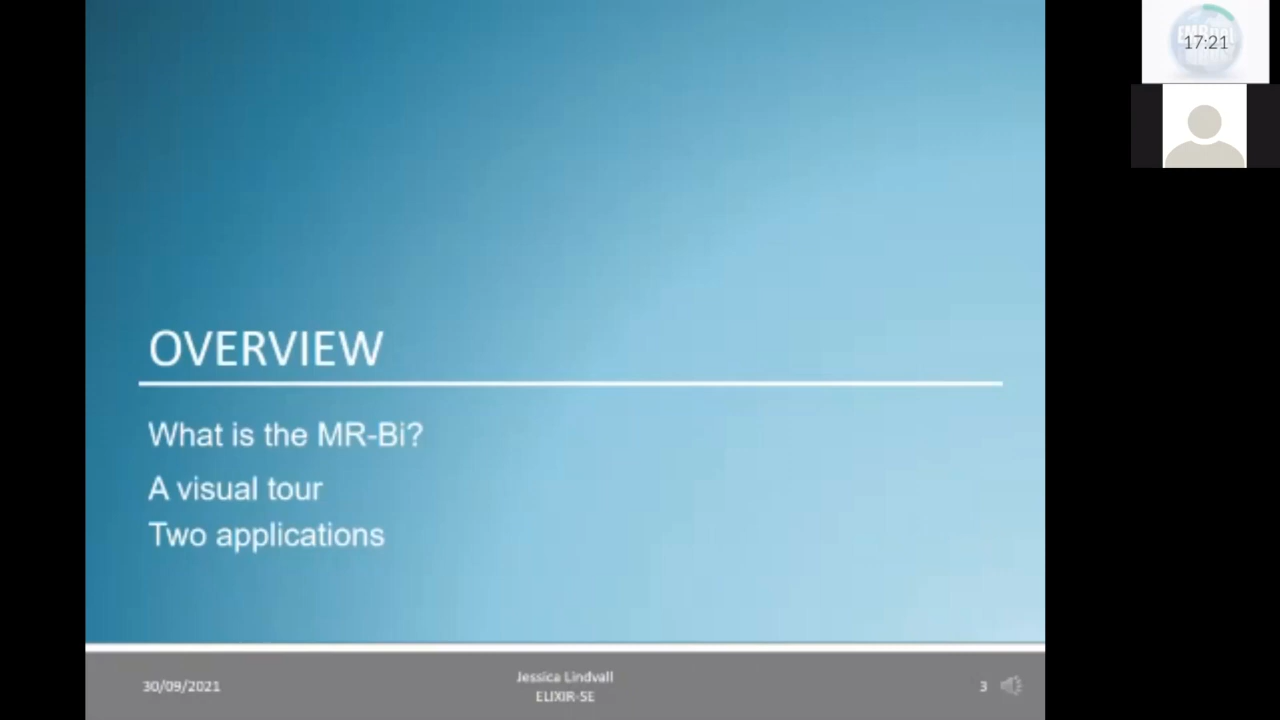 OVERVIEW
What is the MR-Bi?
A visual tour
Two applications
30/09/2021
Jessica Lindvall
ELIXIR-SE
3
17:21